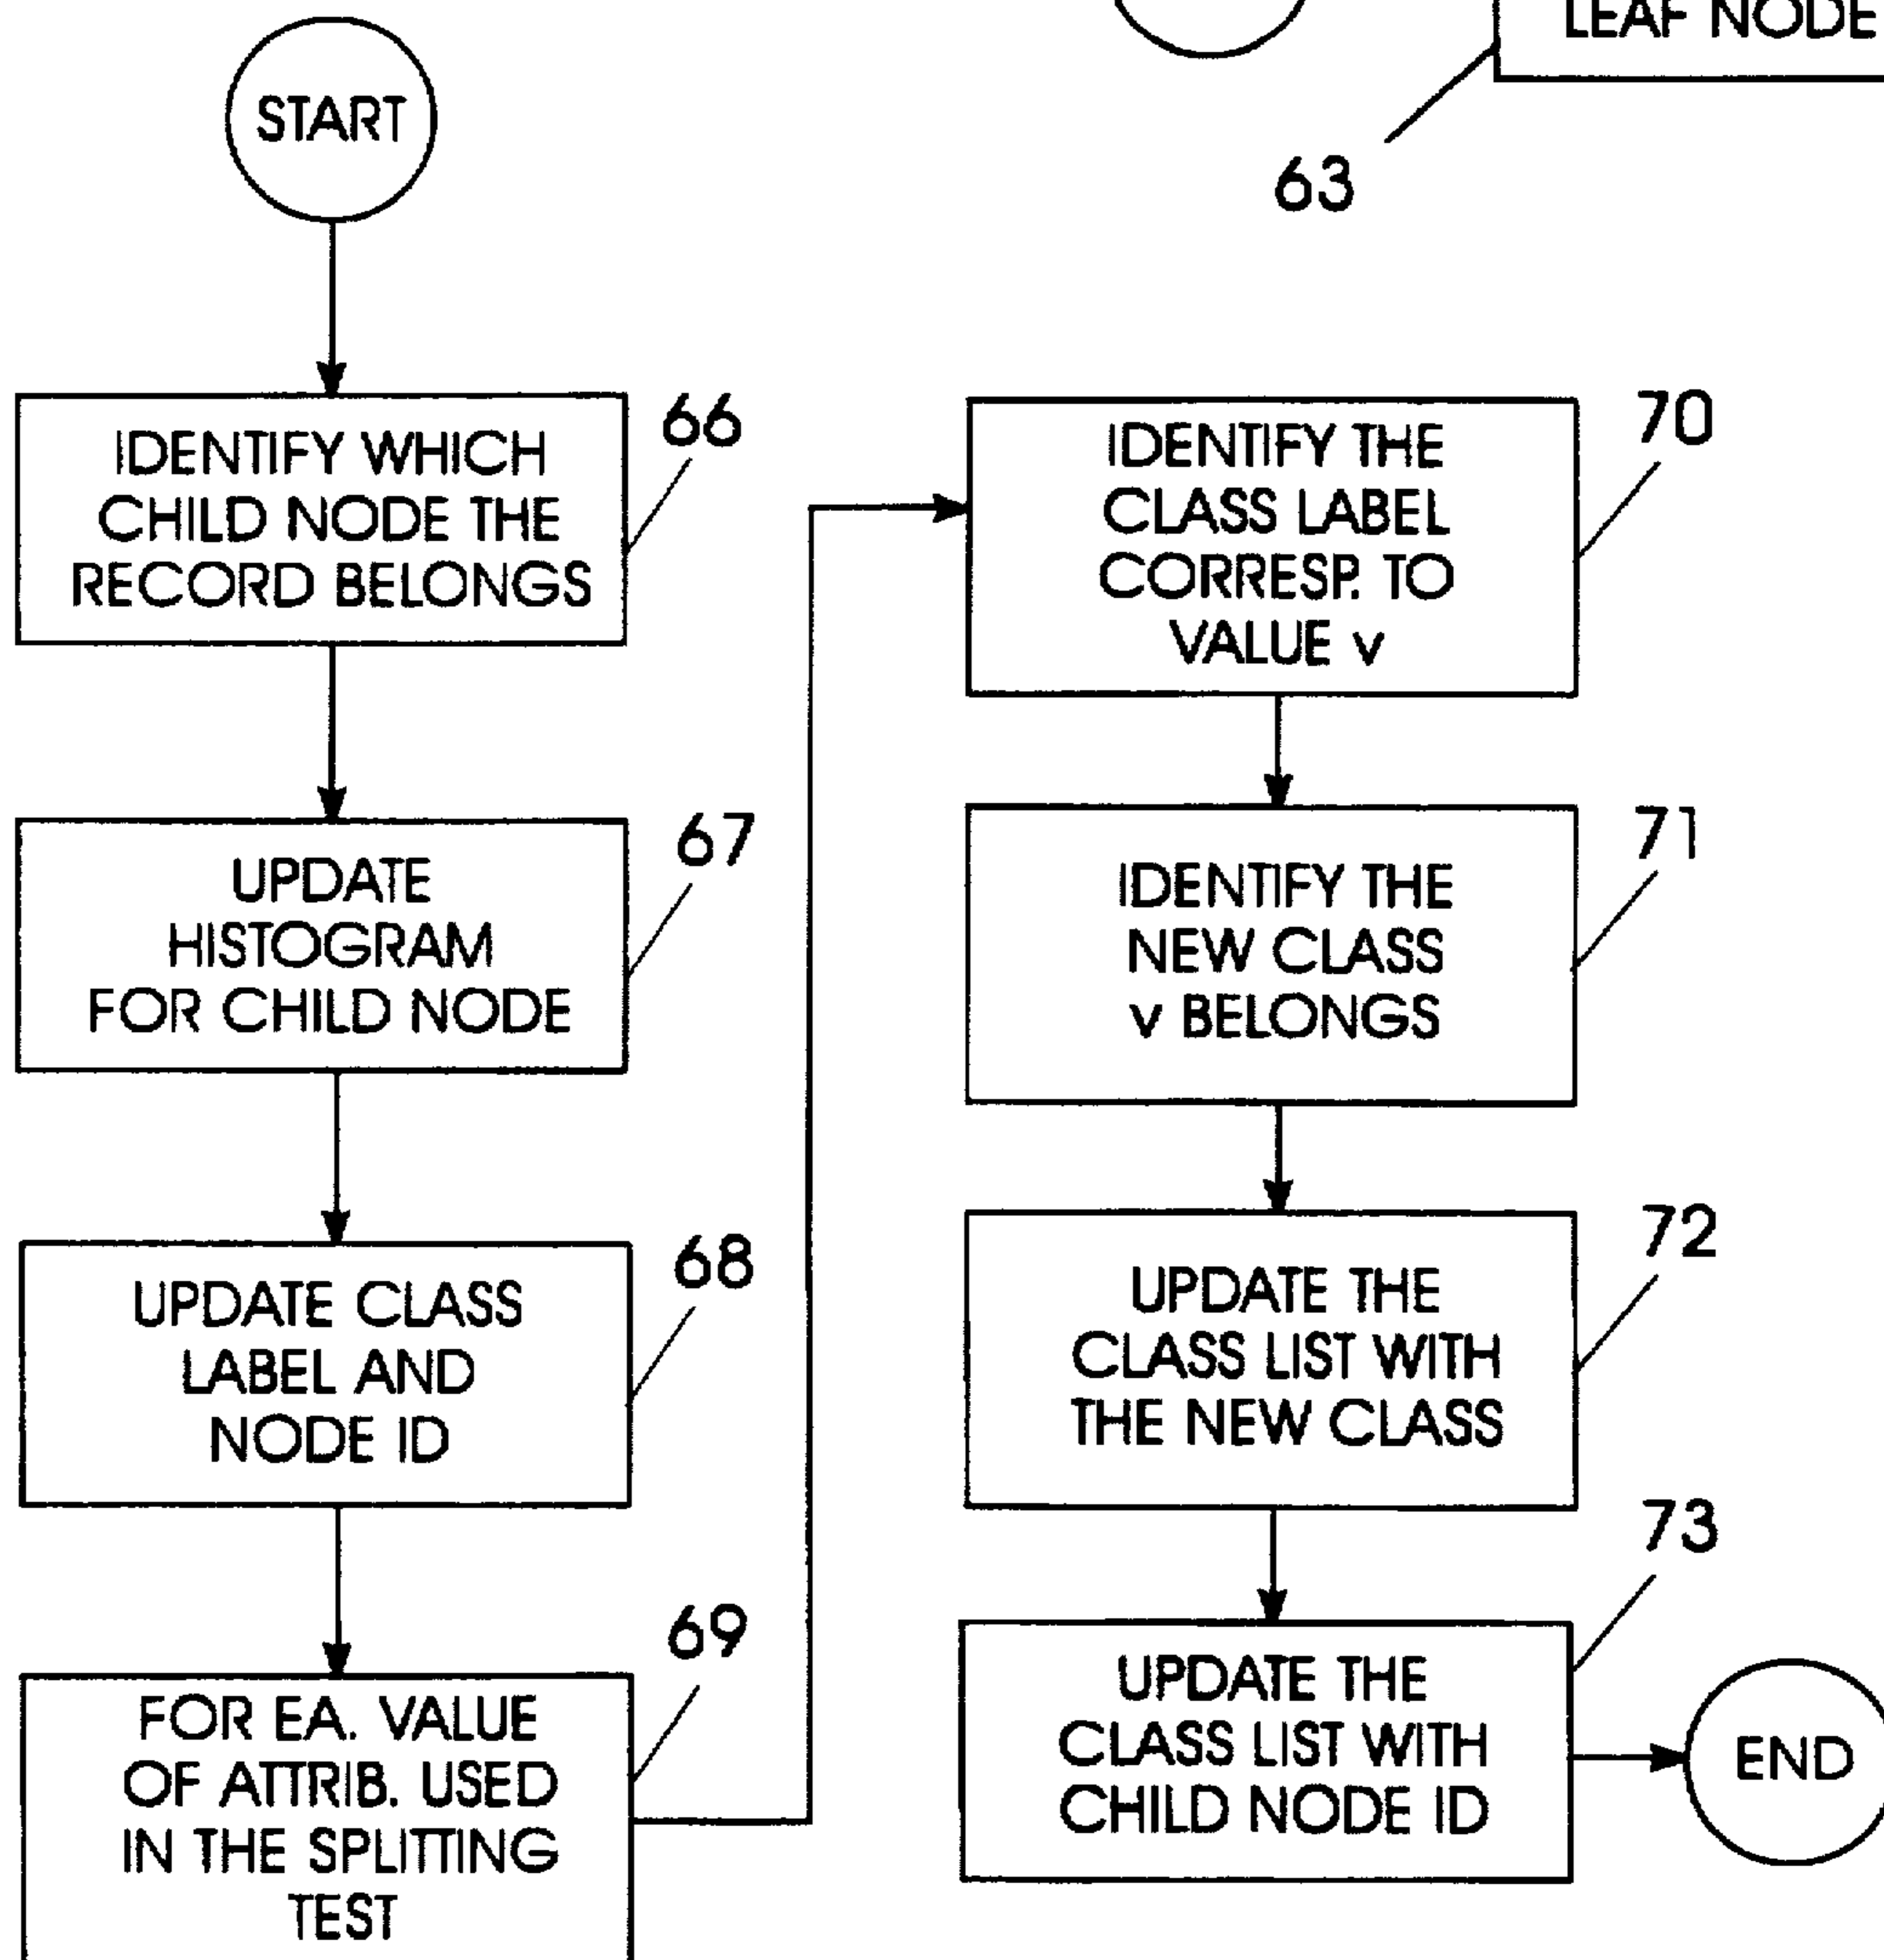 LEAF NODE
63
START
66
IDENTIFY WHICH
CHILD NODE THE
RECORD BELONGS
67
UPDATE
HISTOGRAM
FOR CHILD NODE
68
UPDATE CLASS
LABEL AND
NODE ID
69
FOR EA. VALUE
OF ATTRIB. USED
IN THE SPLITTING
TEST
70
IDENTIFY THE
CLASS LABEL
CORRESP. TO
VALUE v
71
IDENTIFY THE
NEW CLASS
v BELONGS
72
UPDATE THE
CLASS LIST WITH
THE NEW CLASS
73
UPDATE THE
CLASS LIST WITH
CHILD NODE ID
END